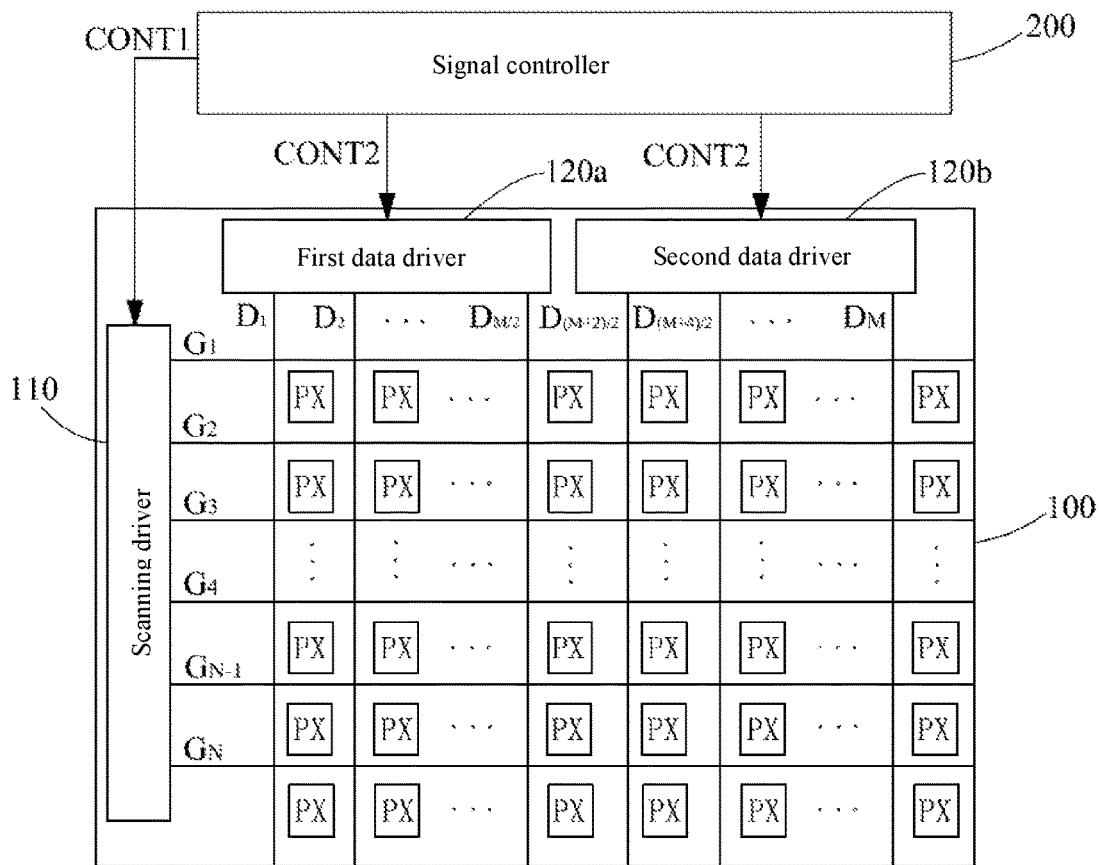 CONT1
200
Signal controller
CONT2 CONT2
120a 120b
First data driver Second data driver
D1 D2 · · · DM/2 D(M+2)/2 D(M+4)/2 · · · DM
G1
110
PX PX · · · PX PX PX · · · PX
G2
PX PX · · · PX PX PX · · · PX
G3
100
Scanning driver
G4
PX PX · · · PX PX PX · · · PX
GN-1
PX PX · · · PX PX PX · · · PX
GN
PX PX · · · PX PX PX · · · PX